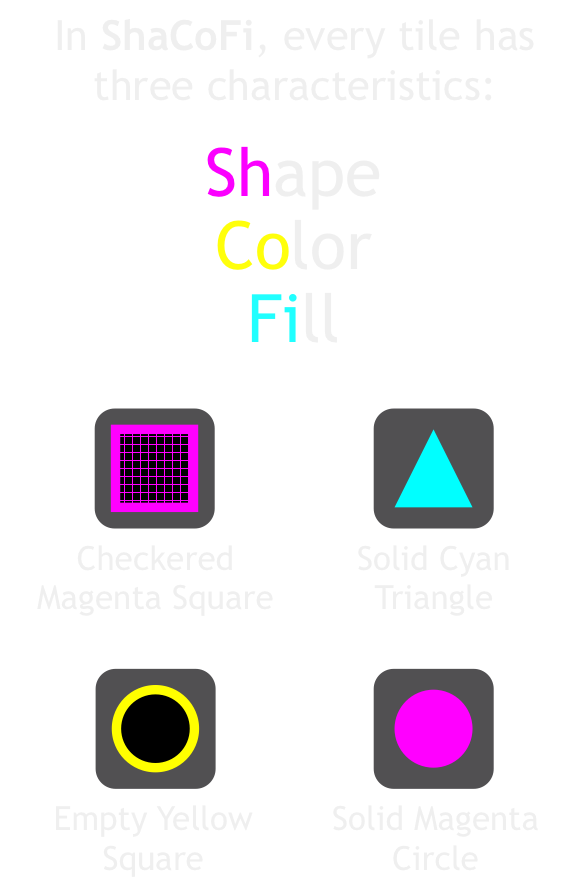 In ShaCoFi, every tile has
three characteristics:
Shape
Color
Fill
Checkered
Magenta Square
Solid Cyan
Triangle
Empty Yellow
Square
Solid Magenta
Circle